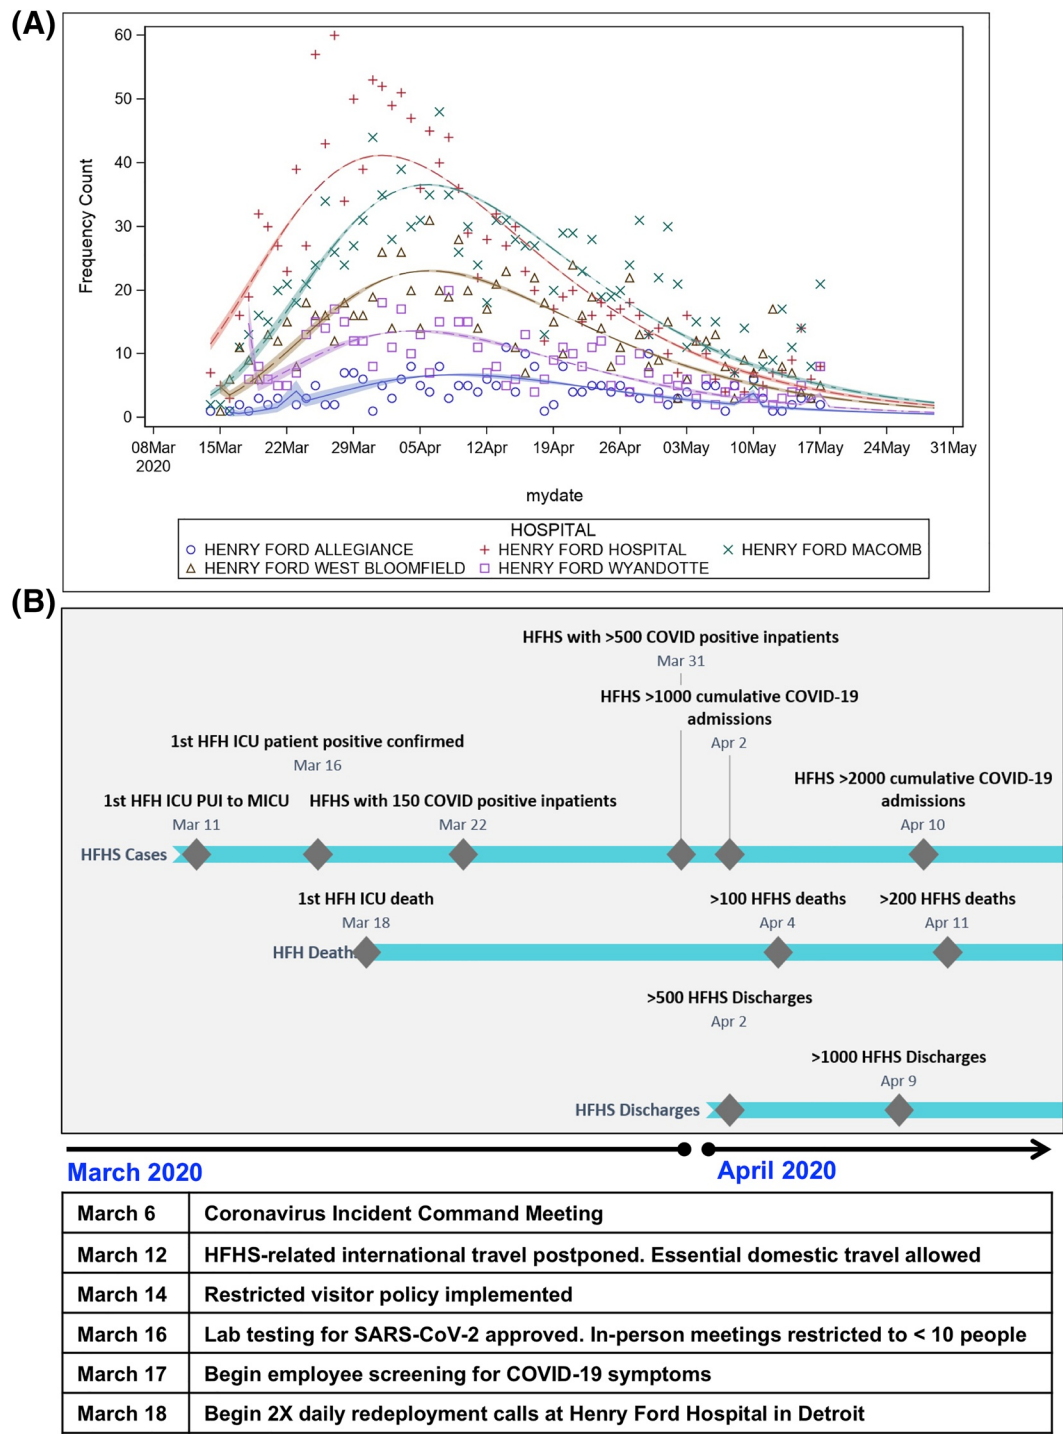 (A)
60
50
40
30
20
10
0
Frequency Count
08Mar 15Mar 22Mar 29Mar 05Apr 12Apr 19Apr 26Apr 03May 10May 17May 24May 31May
2020
mydate
HOSPITAL
HENRY FORD ALLEGIANCE HENRY FORD HOSPITAL HENRY FORD MACOMB
HENRY FORD WEST BLOOMFIELD HENRY FORD WYANDOTTE
(B)
HFHS with >500 COVID positive inpatients
Mar 31
HFHS >1000 cumulative COVID-19
admissions
Apr 2
1st HFH ICU patient positive confirmed
Mar 16
HFHS >2000 cumulative COVID-19
admissions
Apr 10
1st HFH ICU PUI to MICU HFHS with 150 COVID positive inpatients
Mar 11 Mar 22
HFHS Cases
1st HFH ICU death >100 HFHS deaths >200 HFHS deaths
Mar 18 Apr 4 Apr 11
HFH Deaths
>500 HFHS Discharges
Apr 2
>1000 HFHS Discharges
Apr 9
HFHS Discharges
March 2020 April 2020
March 6 Coronavirus Incident Command Meeting
March 12 HFHS-related international travel postponed. Essential domestic travel allowed
March 14 Restricted visitor policy implemented
March 16 Lab testing for SARS-CoV-2 approved. In-person meetings restricted to < 10 people
March 17 Begin employee screening for COVID-19 symptoms
March 18 Begin 2X daily redeployment calls at Henry Ford Hospital in Detroit